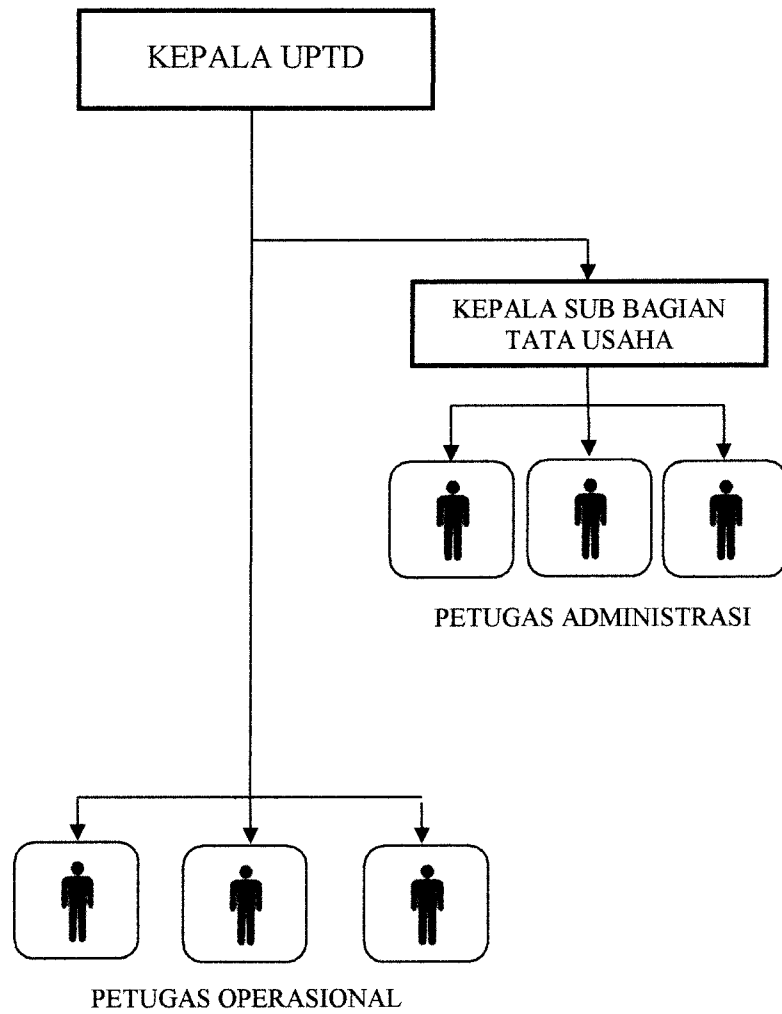 KEPALA UPTD
KEPALA SUB BAGIAN
TATA USAHA
PETUGAS ADMINISTRASI
PETUGAS OPERASIONAL